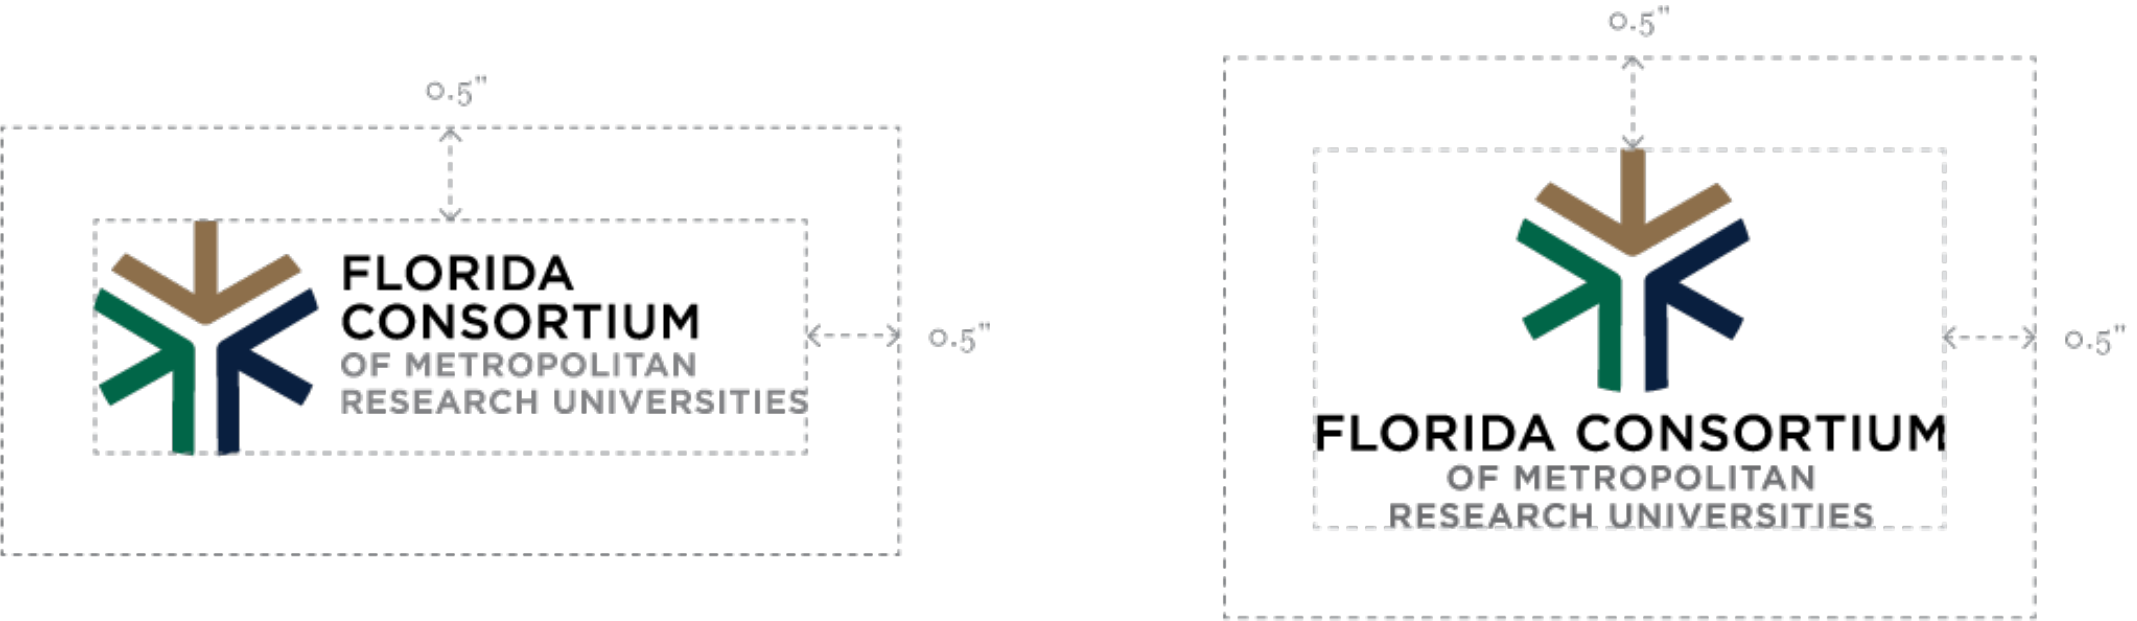 0.5"
FLORIDA
CONSORTIUM
OF METROPOLITAN
RESEARCH UNIVERSITIES
0.5"
0.5"
FLORIDA CONSORTIUM
OF METROPOLITAN
RESEARCH UNIVERSITIES
0.5"